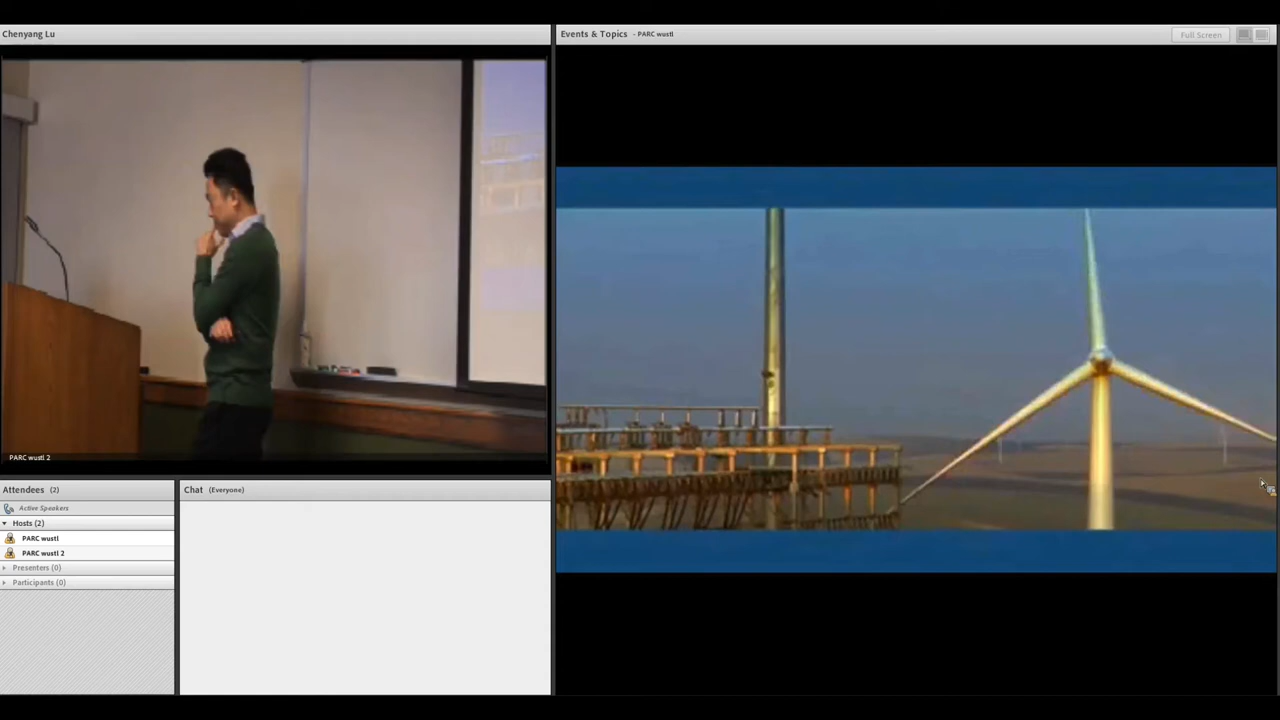 Chenyang Lu
Events & Topics - PARC wustl
Full Screen
PARC wustl 2
Attendees (2)
Active Speakers
Hosts (2)
PARC wustl
PARC wustl 2
Presenters (0)
Participants (0)
Chat (Everyone)